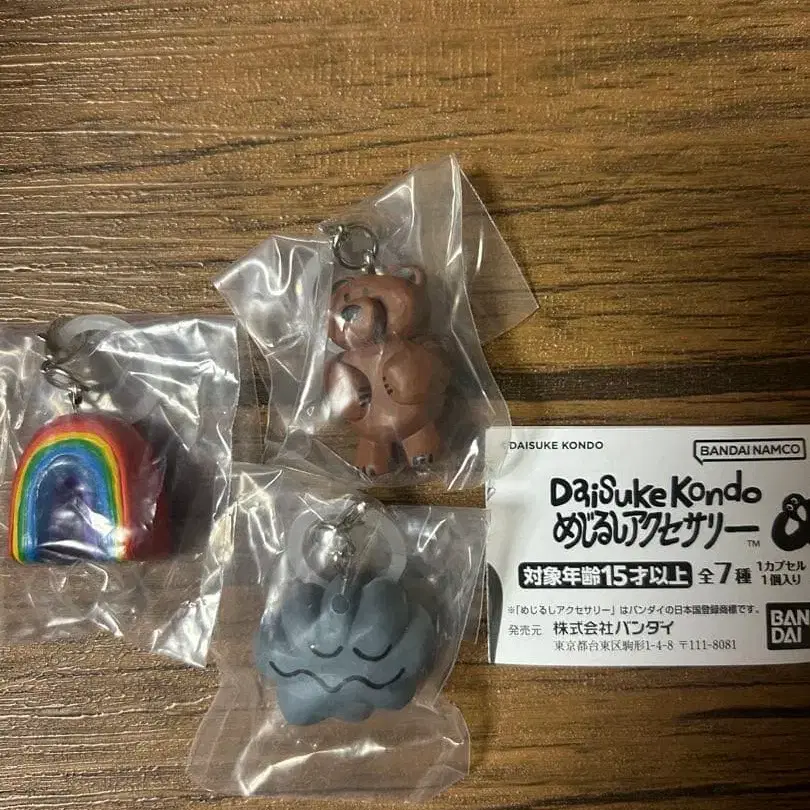 ©DAISUKE KONDO
BANDAI NAMCO
Daisuke Kondo
めじるしアクセサリー™
対象年齢15才以上 全7種 1カプセル
1個入り
※「めじるしアクセサリー」はバンダイの日本国登録商標です。
発売元 株式会社バンダイ
東京都台東区駒形1-4-8 〒111-8081
BAN
DAI